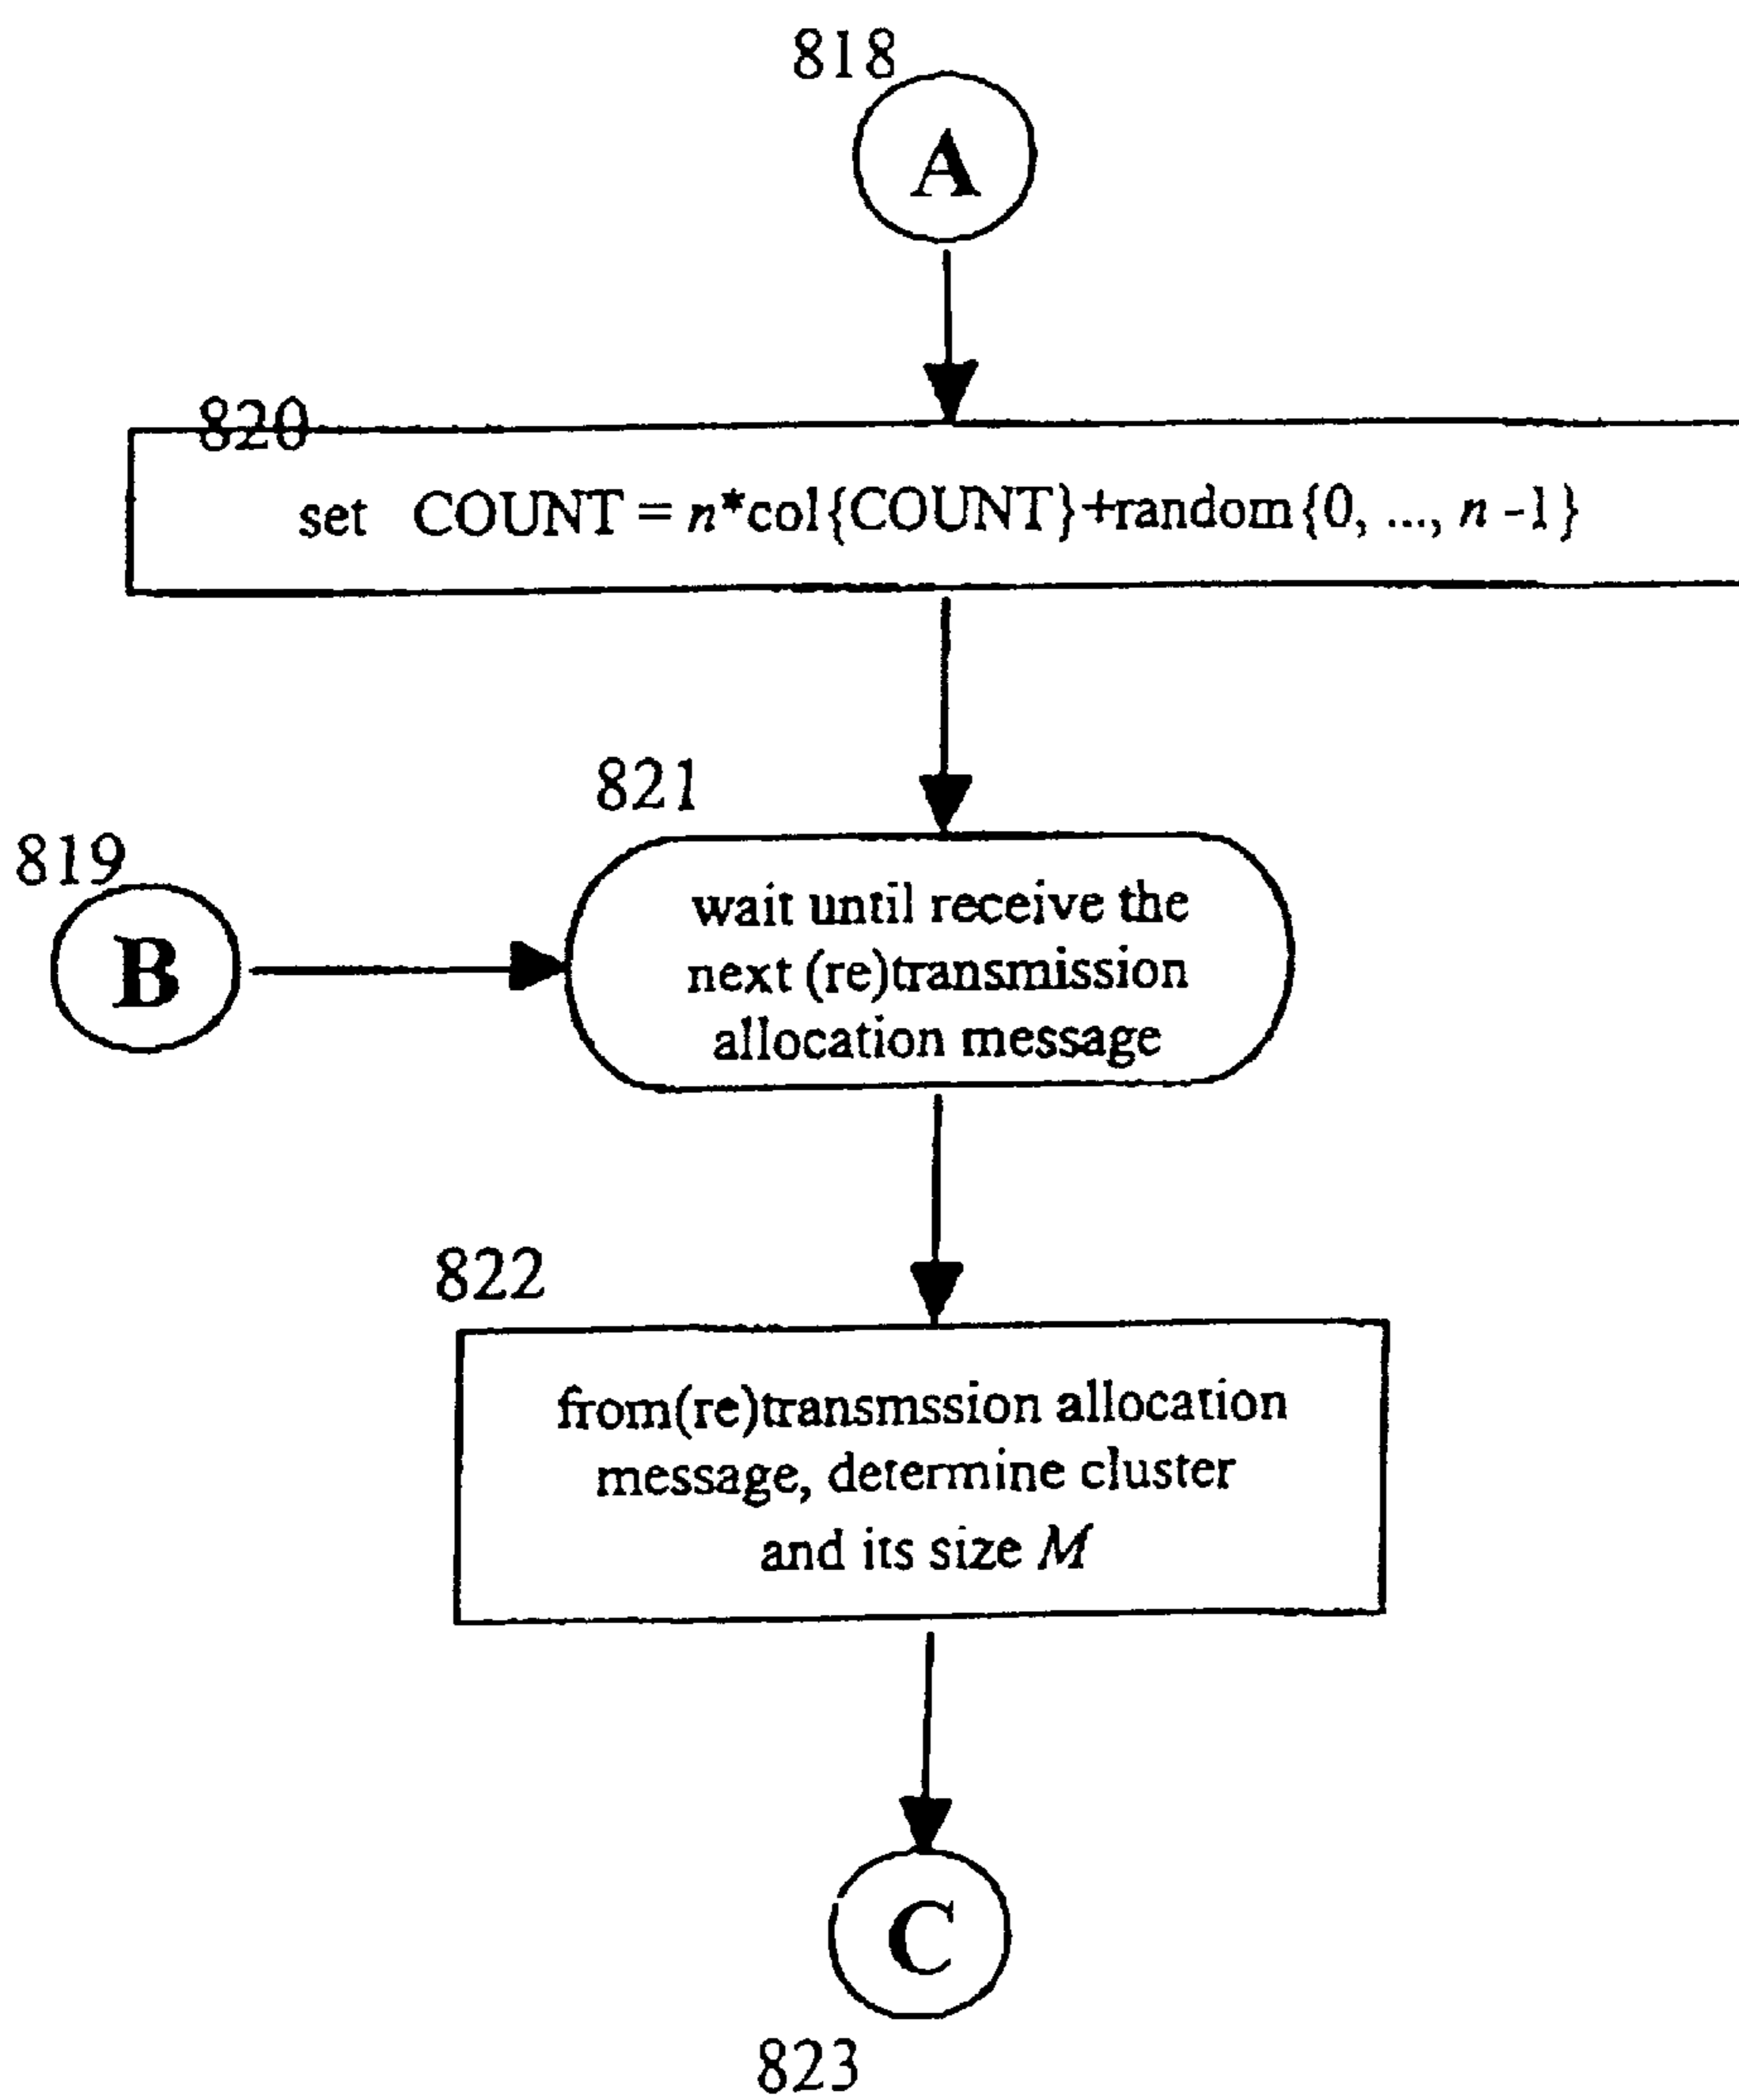 818
A
820
set COUNT = n*col{COUNT}+random{0, ..., n -1}
821
819
B
wait until receive the
next (re)transmission
allocation message
822
from(re)transmssion allocation
message, determine cluster
and its size M
C
823